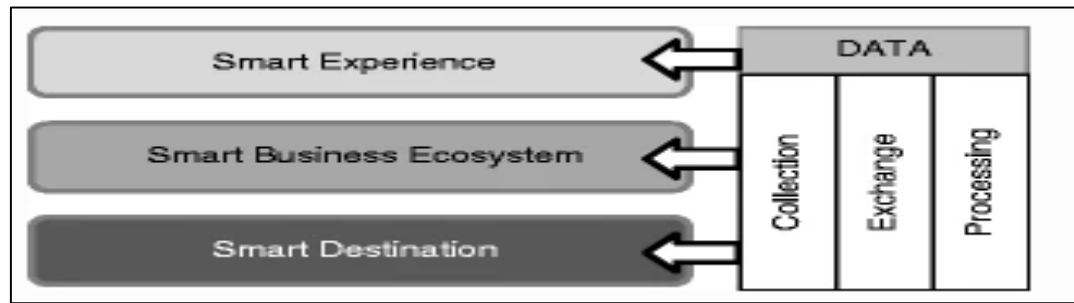 Smart Experience
Smart Business Ecosystem
Smart Destination
DATA
Collection
Exchange
Processing